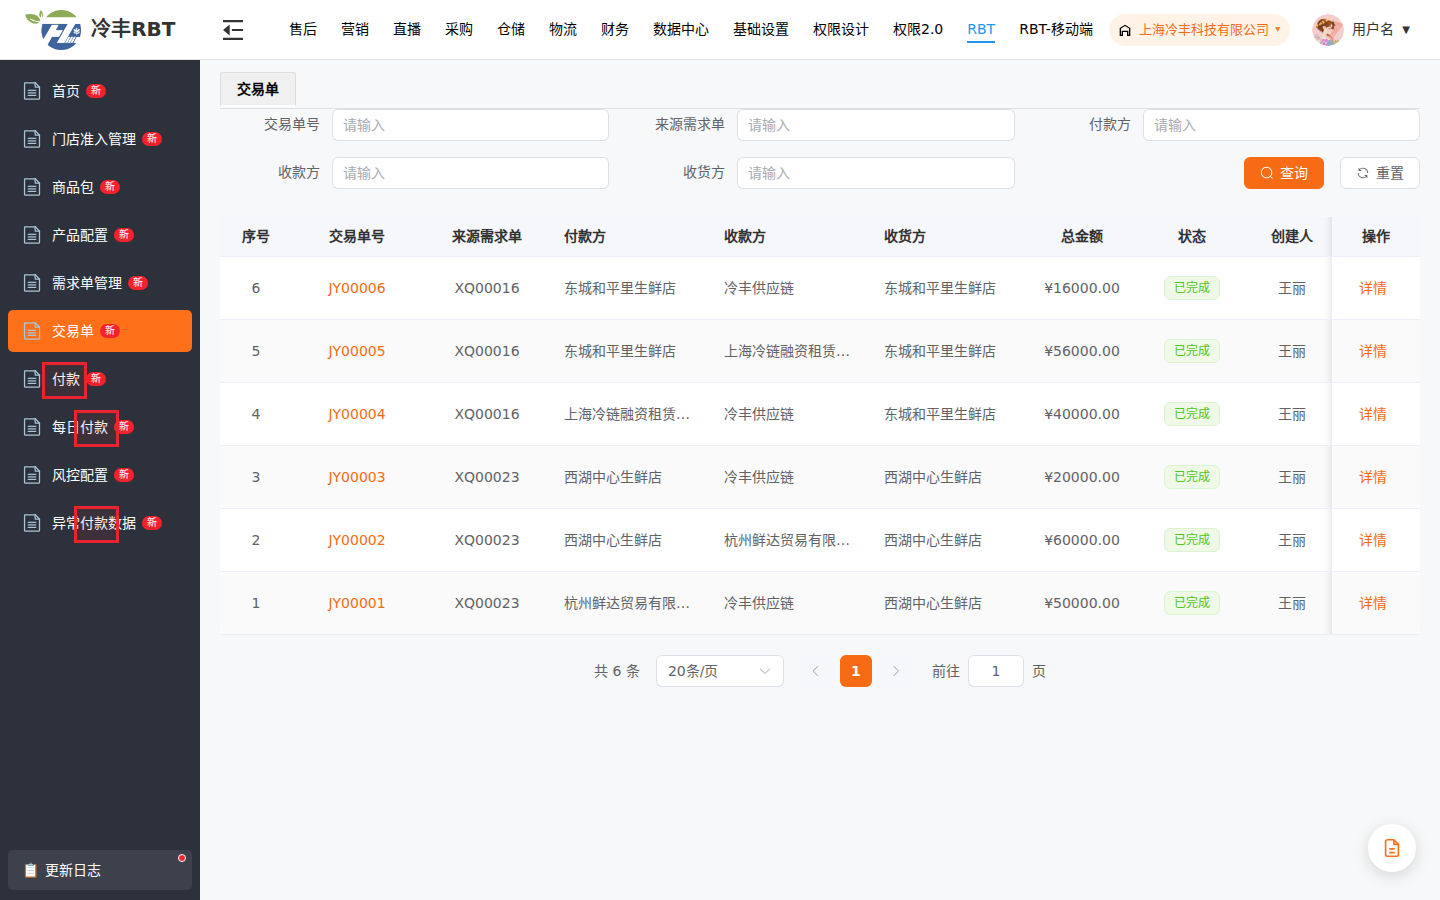 冷丰RBT
售后 营销 直播 采购 仓储 物流 财务 数据中心 基础设置 权限设计 权限2.0 RBT RBT-移动端 上海冷丰科技有限公司 用户名
首页 新
门店准入管理 新
商品包 新
产品配置 新
需求单管理 新
交易单 新
付款 新
每日付款 新
风控配置 新
异常付款数据 新
更新日志
交易单
交易单号 请输入 来源需求单 请输入 付款方 请输入
收款方 请输入 收货方 请输入 查询 重置
序号 交易单号 来源需求单 付款方 收款方 收货方 总金额 状态 创建人 操作
6 JY00006 XQ00016 东城和平里生鲜店 冷丰供应链 东城和平里生鲜店 ¥16000.00 已完成 王丽 详情
5 JY00005 XQ00016 东城和平里生鲜店 上海冷链融资租赁... 东城和平里生鲜店 ¥56000.00 已完成 王丽 详情
4 JY00004 XQ00016 上海冷链融资租赁... 冷丰供应链 东城和平里生鲜店 ¥40000.00 已完成 王丽 详情
3 JY00003 XQ00023 西湖中心生鲜店 冷丰供应链 西湖中心生鲜店 ¥20000.00 已完成 王丽 详情
2 JY00002 XQ00023 西湖中心生鲜店 杭州鲜达贸易有限... 西湖中心生鲜店 ¥60000.00 已完成 王丽 详情
1 JY00001 XQ00023 杭州鲜达贸易有限... 冷丰供应链 西湖中心生鲜店 ¥50000.00 已完成 王丽 详情
共 6 条 20条/页 1 前往 1 页